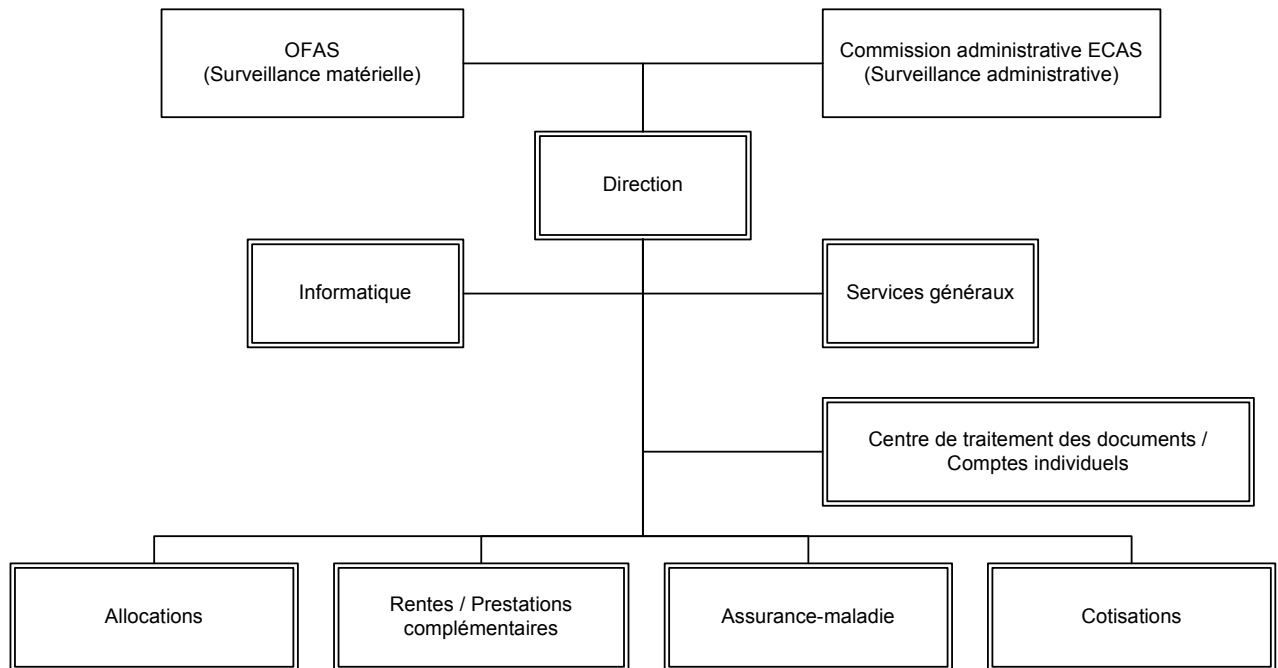 OFAS
(Surveillance matérielle)
Commission administrative ECAS
(Surveillance administrative)
Direction
Informatique
Services généraux
Centre de traitement des documents /
Comptes individuels
Allocations
Rentes / Prestations
complémentaires
Assurance-maladie
Cotisations